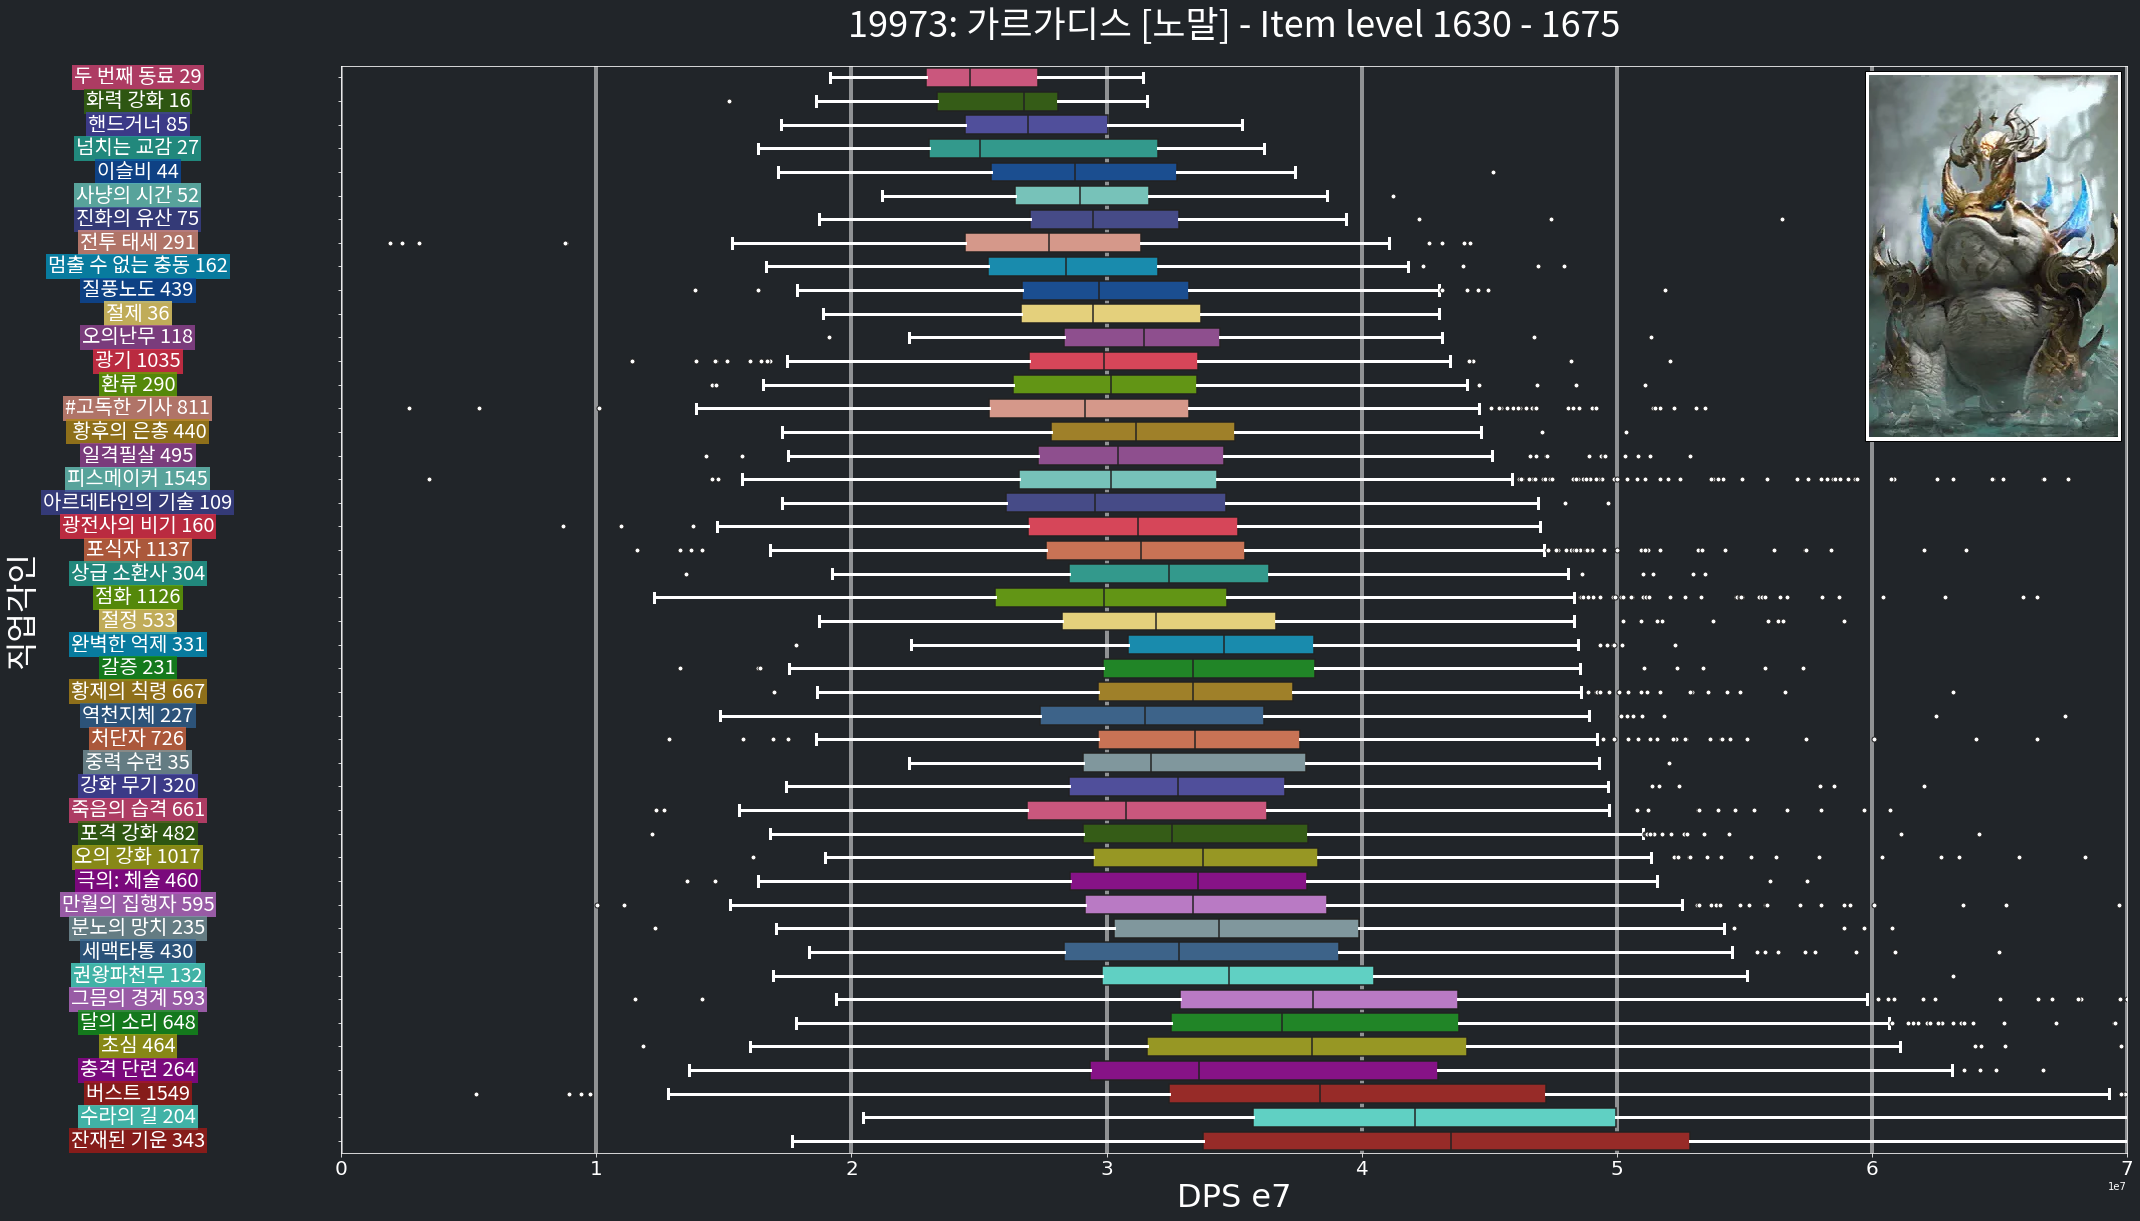 19973: 가르가디스 [노말] - Item level 1630 - 1675
두 번째 동료 29
화력 강화 16
핸드거너 85
넘치는 교감 27
이슬비 44
사냥의 시간 52
진화의 유산 75
전투 태세 291
멈출 수 없는 충동 162
질풍노도 439
절제 36
오의난무 118
광기 1035
환류 290
#고독한 기사 811
황후의 은총 440
일격필살 495
피스메이커 1545
아르데타인의 기술 109
광전사의 비기 160
포식자 1137
상급 소환사 304
점화 1126
절정 533
완벽한 억제 331
갈증 231
황제의 칙령 667
역천지체 227
처단자 726
중력 수련 35
강화 무기 320
죽음의 습격 661
포격 강화 482
오의 강화 1017
극의: 체술 460
만월의 집행자 595
분노의 망치 235
세맥타통 430
권왕파천무 132
그믐의 경계 593
달의 소리 648
초심 464
충격 단련 264
버스트 1549
수라의 길 204
잔재된 기운 343
직업각인
0 1 2 3 4 5 6 7
DPS e7
1e7